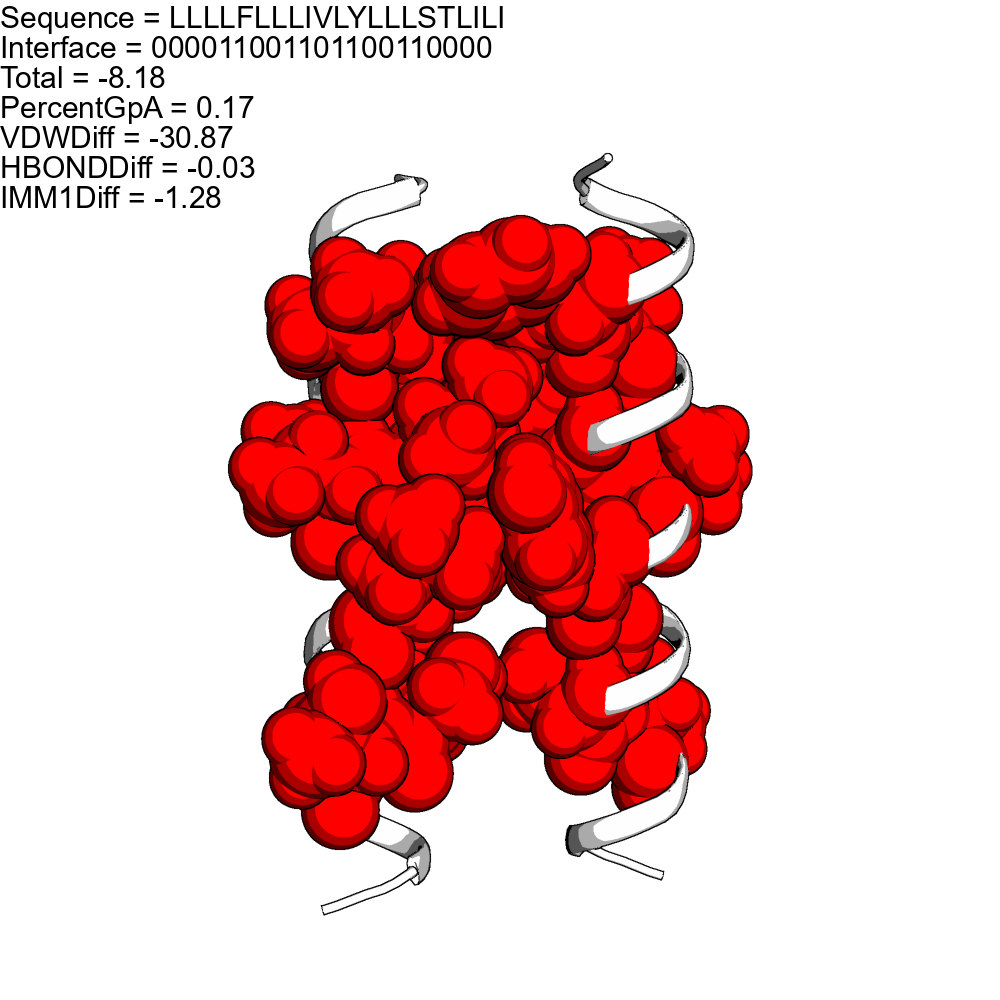 Sequence = LLLLFLLLIVLYLLLSTLILI
Interface = 000011001101100110000
Total = -8.18
PercentGpA = 0.17
VDWDiff = -30.87
HBONDDiff = -0.03
IMM1Diff = -1.28